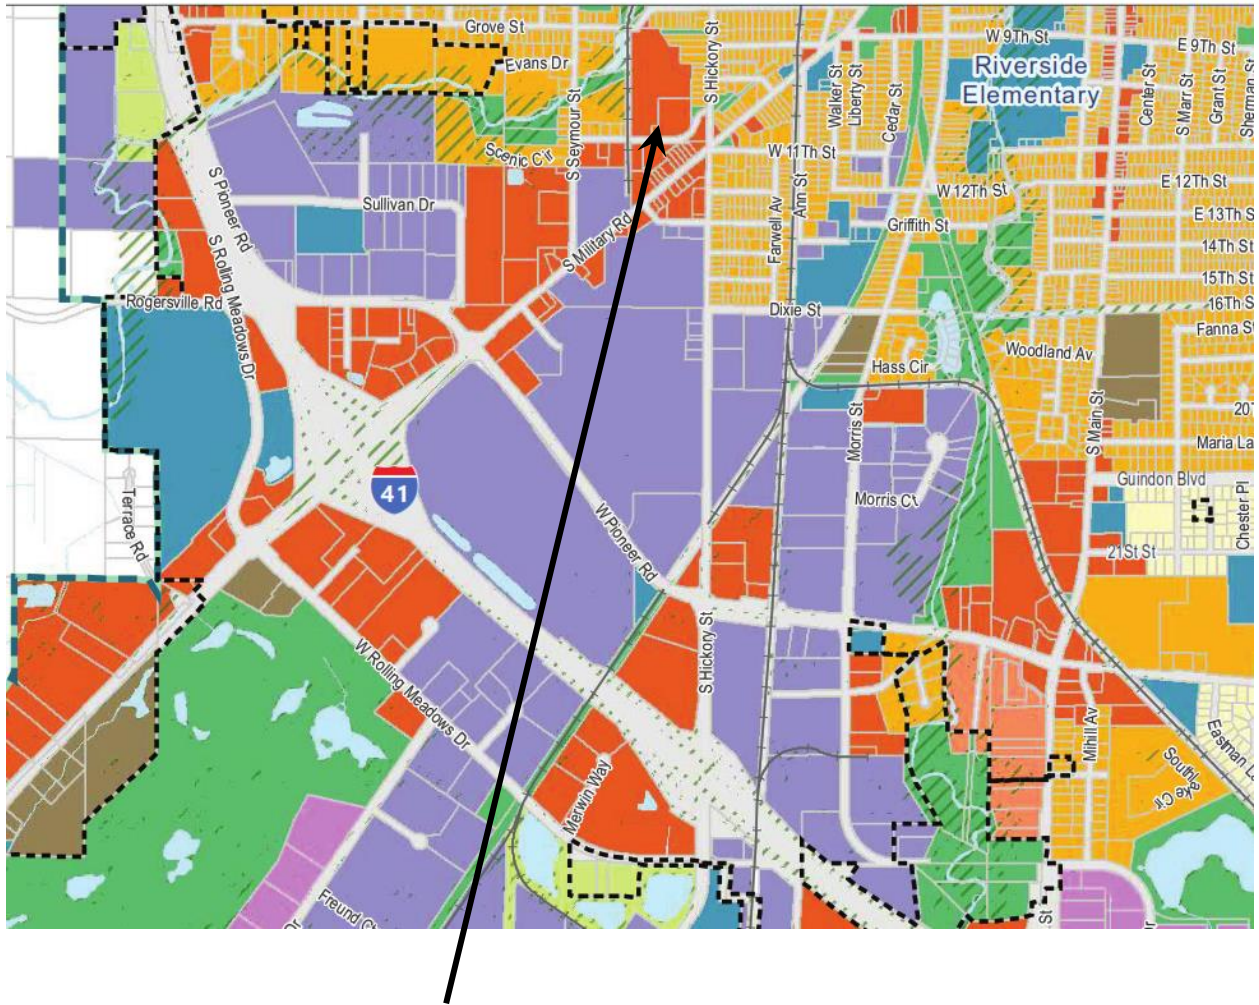 Grove St
W 9Th St
E 9Th St
Evans Dr
S Hickory St
Walker St
Liberty St
Cedar St
Riverside
Elementary
Center St
S Marr St
Grant St
Sherman St
S Seymour St
Scenic Cir
W 11Th St
S Pioneer Rd
Sullivan Dr
Ann St
W 12Th St
E 12Th St
S Military Rd
Farwell Av
Griffith St
E 13Th St
14Th St
S Rolling Meadows Dr
15Th St
Rogersville Rd
Dixie St
16Th S
Fanna St
Woodland Av
Hass Cir
Morris St
S Main St
20T
Maria La
Guindon Blvd
41
Terrace Rd
Morris Ct
Chester Pl
W Pioneer Rd
21St St
S Hickory St
W Rolling Meadows Dr
Mihill Av
Eastman L
Southlake Cir
Merwin Way
Freund Ct
Dr
St
Dr